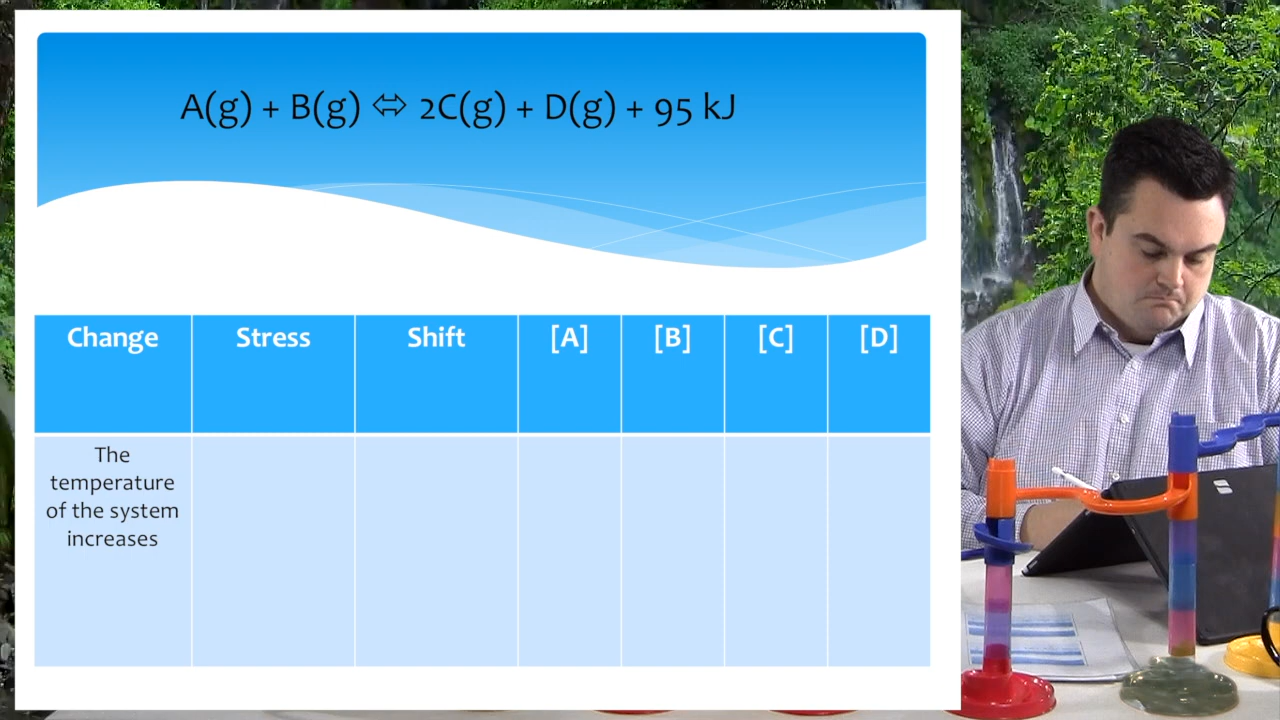 A(g) + B(g) ⬄ 2C(g) + D(g) + 95 kJ
Change Stress Shift [A] [B] [C] [D]
The
temperature
of the system
increases